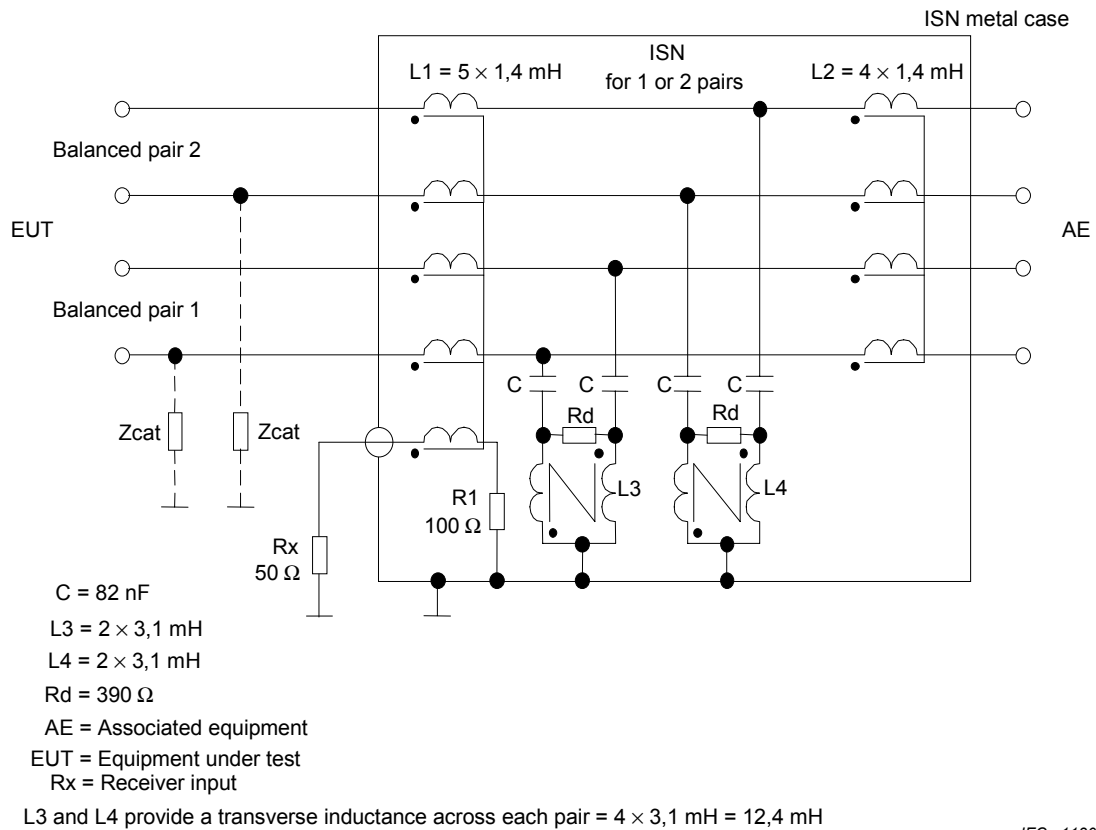 ISN metal case
ISN
for 1 or 2 pairs
L1 = 5 × 1,4 mH
L2 = 4 × 1,4 mH
Balanced pair 2
EUT
AE
Balanced pair 1
C
C
C
C
Rd
Rd
Zcat
Zcat
L3
L4
R1
100 Ω
Rx
50 Ω
C = 82 nF
L3 = 2 × 3,1 mH
L4 = 2 × 3,1 mH
Rd = 390 Ω
AE = Associated equipment
EUT = Equipment under test
Rx = Receiver input
L3 and L4 provide a transverse inductance across each pair = 4 × 3,1 mH = 12,4 mH